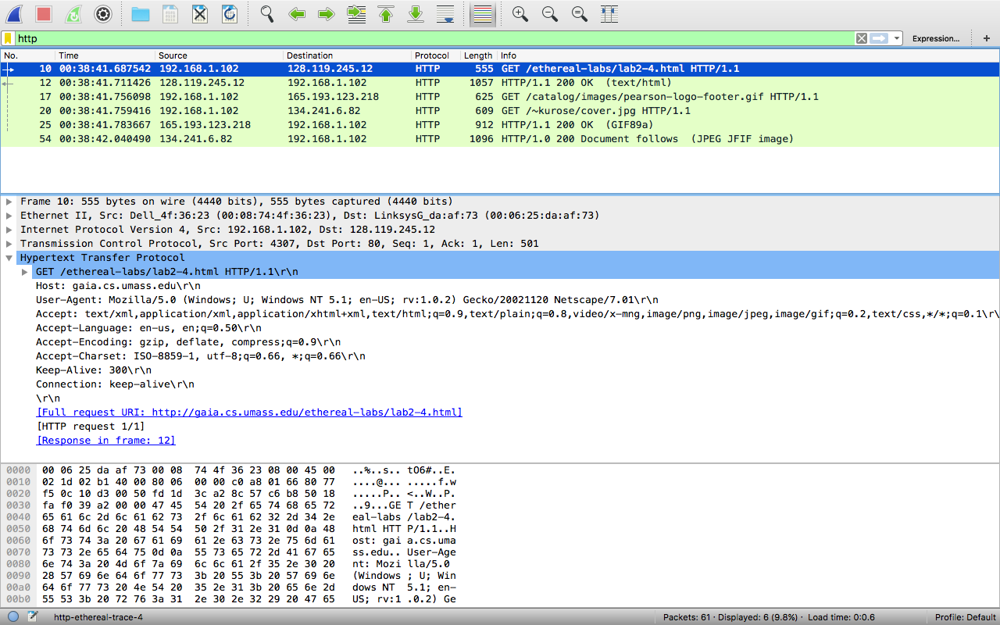 http
Expression...
+
No. Time Source Destination Protocol Length Info
10 00:38:41.687542 192.168.1.102 128.119.245.12 HTTP 555 GET /ethereal-labs/lab2-4.html HTTP/1.1
12 00:38:41.711426 128.119.245.12 192.168.1.102 HTTP 1057 HTTP/1.1 200 OK (text/html)
17 00:38:41.756098 192.168.1.102 165.193.123.218 HTTP 625 GET /catalog/images/pearson-logo-footer.gif HTTP/1.1
20 00:38:41.759416 192.168.1.102 134.241.6.82 HTTP 609 GET /~kurose/cover.jpg HTTP/1.1
25 00:38:41.783667 165.193.123.218 192.168.1.102 HTTP 912 HTTP/1.1 200 OK (GIF89a)
54 00:38:42.040490 134.241.6.82 192.168.1.102 HTTP 1096 HTTP/1.0 200 Document follows (JPEG JFIF image)
Frame 10: 555 bytes on wire (4440 bits), 555 bytes captured (4440 bits)
Ethernet II, Src: Dell_4f:36:23 (00:08:74:4f:36:23), Dst: LinksysG_da:af:73 (00:06:25:da:af:73)
Internet Protocol Version 4, Src: 192.168.1.102, Dst: 128.119.245.12
Transmission Control Protocol, Src Port: 4307, Dst Port: 80, Seq: 1, Ack: 1, Len: 501
Hypertext Transfer Protocol
GET /ethereal-labs/lab2-4.html HTTP/1.1\r\n
Host: gaia.cs.umass.edu\r\n
User-Agent: Mozilla/5.0 (Windows; U; Windows NT 5.1; en-US; rv:1.0.2) Gecko/20021120 Netscape/7.01\r\n
Accept: text/xml,application/xml,application/xhtml+xml,text/html;q=0.9,text/plain;q=0.8,video/x-mng,image/png,image/jpeg,image/gif;q=0.2,text/css,*/*;q=0.1\r\
Accept-Language: en-us, en;q=0.50\r\n
Accept-Encoding: gzip, deflate, compress;q=0.9\r\n
Accept-Charset: ISO-8859-1, utf-8;q=0.66, *;q=0.66\r\n
Keep-Alive: 300\r\n
Connection: keep-alive\r\n
\r\n
[Full request URI: http://gaia.cs.umass.edu/ethereal-labs/lab2-4.html]
[HTTP request 1/1]
[Response in frame: 12]
0000 00 06 25 da af 73 00 08 74 4f 36 23 08 00 45 00 ..%..s.. tO6#..E.
0010 02 1d 02 b1 40 00 80 06 00 00 c0 a8 01 66 80 77 ....@... .....f.w
0020 f5 0c 10 d3 00 50 fd 1d 3c a2 8c 57 c6 b8 50 18 .....P.. <..W..P.
0030 fa f0 39 a2 00 00 47 45 54 20 2f 65 74 68 65 72 ..9...GE T /ether
0040 65 61 6c 2d 6c 61 62 73 2f 6c 61 62 32 2d 34 2e eal-labs /lab2-4.
0050 68 74 6d 6c 20 48 54 54 50 2f 31 2e 31 0d 0a 48 html HTT P/1.1..H
0060 6f 73 74 3a 20 67 61 69 61 2e 63 73 2e 75 6d 61 ost: gai a.cs.uma
0070 73 73 2e 65 64 75 0d 0a 55 73 65 72 2d 41 67 65 ss.edu.. User-Age
0080 6e 74 3a 20 4d 6f 7a 69 6c 6c 61 2f 35 2e 30 20 nt: Mozi lla/5.0
0090 28 57 69 6e 64 6f 77 73 3b 20 55 3b 20 57 69 6e (Windows ; U; Win
00a0 64 6f 77 73 20 4e 54 20 35 2e 31 3b 20 65 6e 2d dows NT 5.1; en-
00b0 55 53 3b 20 72 76 3a 31 2e 30 2e 32 29 20 47 65 US; rv:1 .0.2) Ge
http-ethereal-trace-4 Packets: 61 · Displayed: 6 (9.8%) · Load time: 0:0.6 Profile: Default